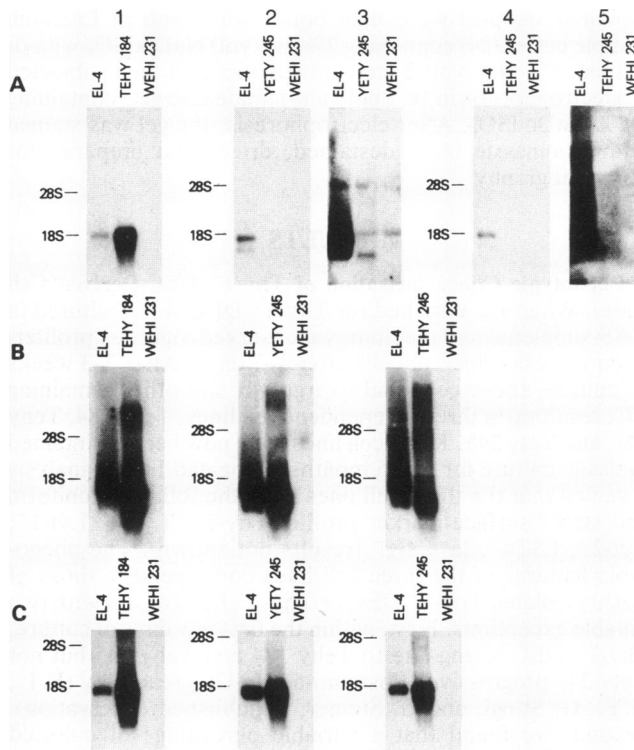 1 2 3 4 5
EL-4 TEHY 184 WEHI 231
EL-4 YETY 245 WEHI 231
EL-4 YETY 245 WEHI 231
EL-4 TEHY 245 WEHI 231
EL-4 TEHY 245 WEHI 231
A
28S 28S 28S 28S 28S
18S 18S 18S 18S 18S
EL-4 TEHY 184 WEHI 231
EL-4 YETY 245 WEHI 231
EL-4 TEHY 245 WEHI 231
B
28S 28S 28S
18S 18S 18S
EL-4 TEHY 184 WEHI 231
EL-4 YETY 245 WEHI 231
EL-4 TEHY 245 WEHI 231
C
28S 28S 28S
18S 18S 18S